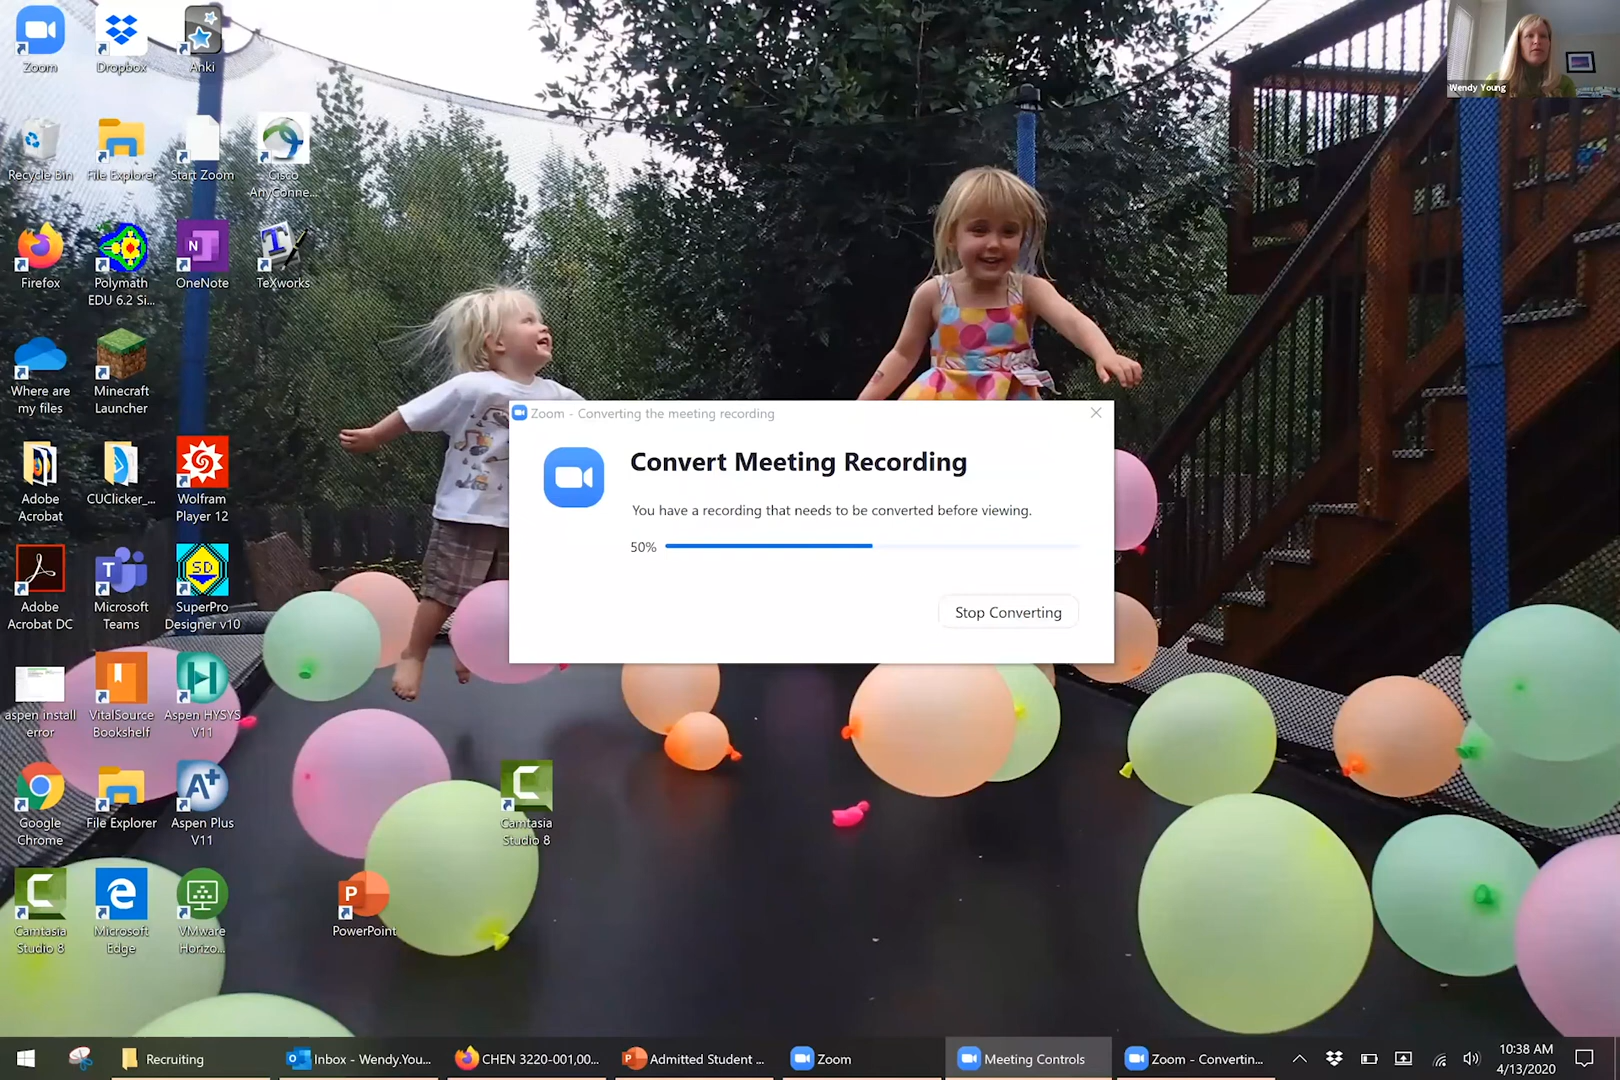 Zoom
Dropbox
Anki
Wendy Young
Recycle Bin
File Explorer
Start Zoom
Cisco
AnyConne...
Firefox
Polymath
EDU 6.2 Si...
N
OneNote
TeXworks
Where are
my files
Minecraft
Launcher
Adobe
Acrobat
CUClicker_...
Wolfram
Player 12
Adobe
Acrobat DC
Microsoft
Teams
SD
SuperPro
Designer v10
aspen install
error
VitalSource
Bookshelf
Aspen HYSYS
V11
Google
Chrome
File Explorer
Aspen Plus
V11
Camtasia
Studio 8
Camtasia
Studio 8
Microsoft
Edge
VMware
Horizo...
PowerPoint
Zoom - Converting the meeting recording
Convert Meeting Recording
You have a recording that needs to be converted before viewing.
50%
Stop Converting
Recruiting
Inbox - Wendy.You...
CHEN 3220-001,00...
Admitted Student ...
Zoom
Meeting Controls
Zoom - Convertin...
10:38 AM
4/13/2020